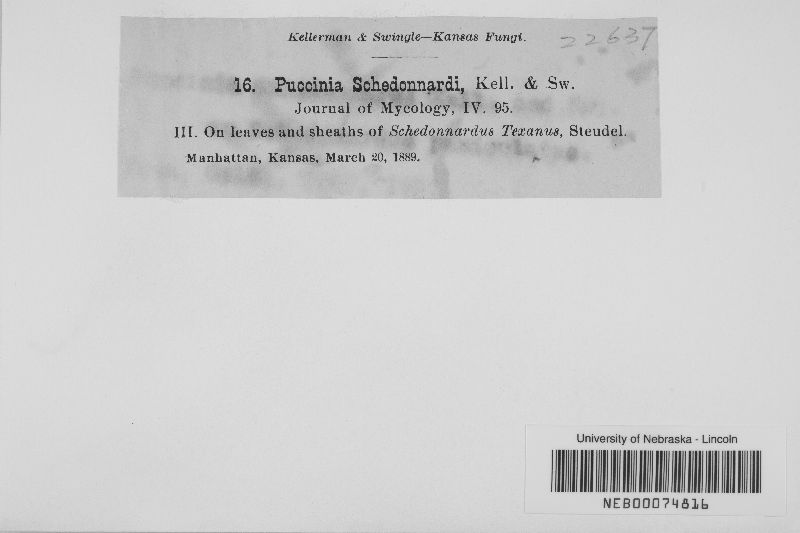 Kellerman & Swingle—Kansas Fungi.
22637
16. Puccinia Schedonnardi, Kell. & Sw.
Journal of Mycology, IV. 95.
III. On leaves and sheaths of Schedonnardus Texanus, Steudel.
Manhattan, Kansas, March 20, 1889.
University of Nebraska - Lincoln
NEB00074816